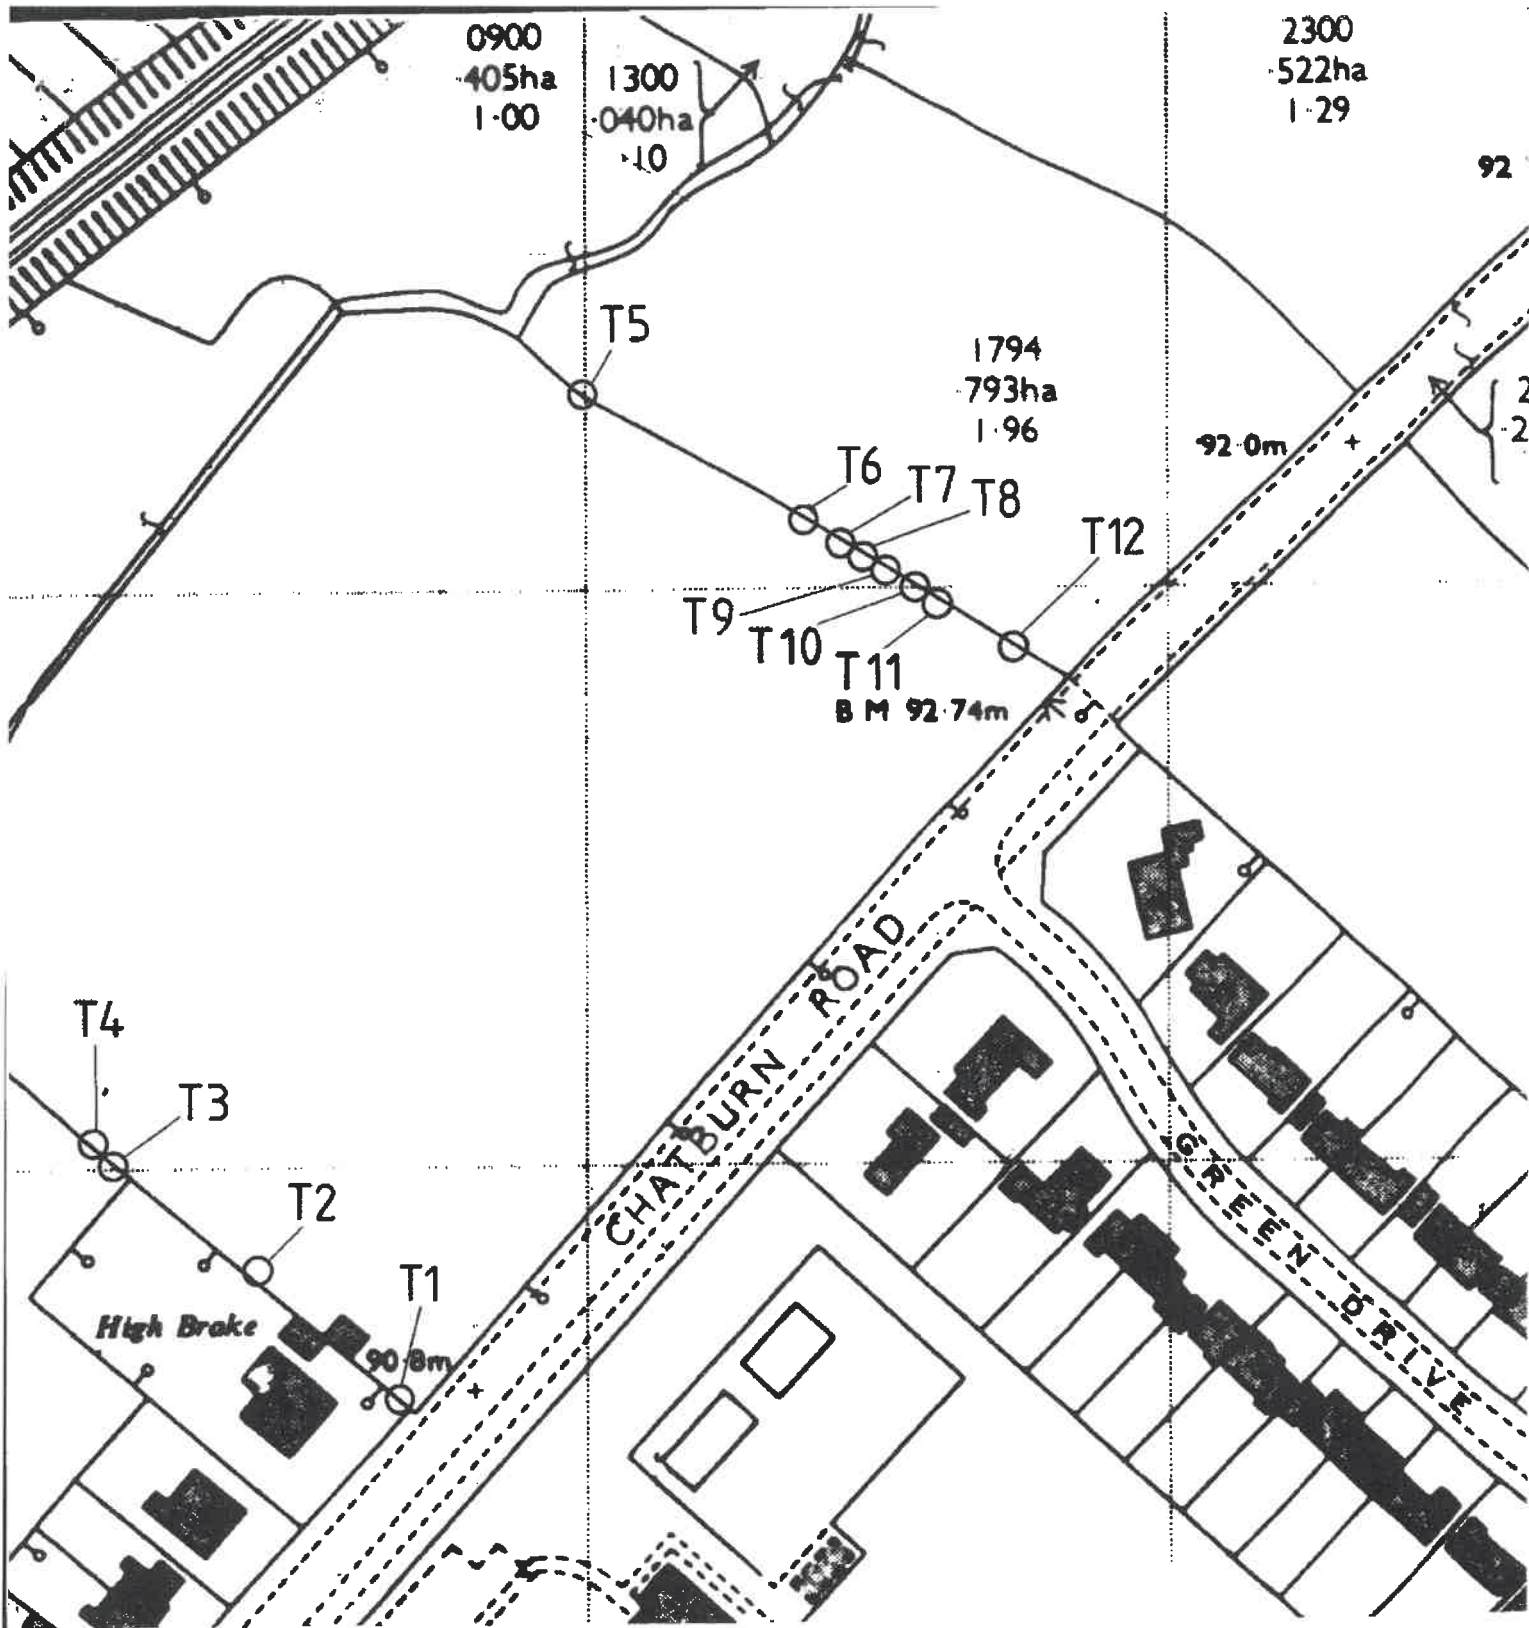 0900
·405ha
1·00
1300
·040ha
·10
2300
·522ha
1·29
92
T5
1794
·793ha
1·96
92·0m
2
·2
T6
T7
T8
T12
T9
T10
T11
B M 92·74m
CHATBURN ROAD
T4
T3
T2
T1
High Brake
90·8m
GREEN DRIVE